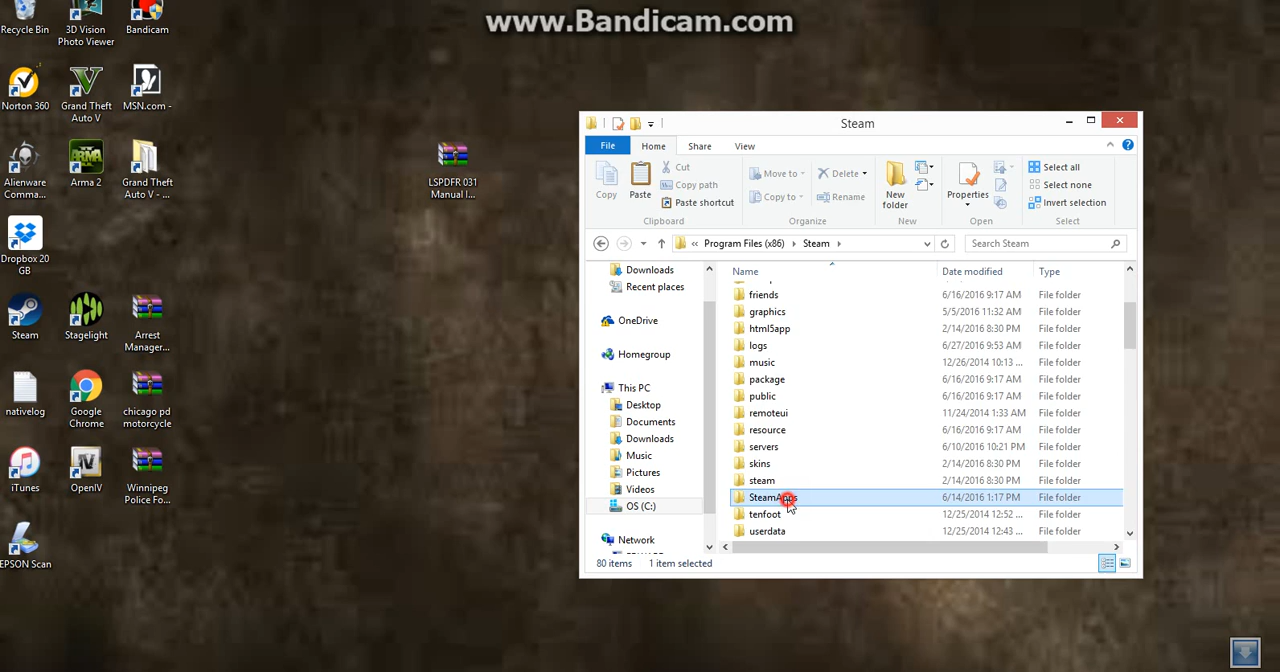 www.Bandicam.com
Recycle Bin
3D Vision
Photo Viewer
Bandicam
Norton 360
Grand Theft
Auto V
MSN.com -
Alienware
Comma...
Arma 2
Grand Theft
Auto V - ...
Dropbox 20
GB
Steam
Stagelight
Arrest
Manager...
nativelog
Google
Chrome
chicago pd
motorcycle
iTunes
OpenIV
Winnipeg
Police Fo...
EPSON Scan
LSPDFR 031
Manual I...
Steam
File
Home
Share
View
Copy
Paste
Cut
Copy path
Paste shortcut
Clipboard
Move to
Copy to
Delete
Rename
Organize
New
folder
New
Properties
Open
Select all
Select none
Invert selection
Select
« Program Files (x86) Steam
Search Steam
Downloads
Recent places
OneDrive
Homegroup
This PC
Desktop
Documents
Downloads
Music
Pictures
Videos
OS (C:)
Network
Name Date modified Type
friends 6/16/2016 9:17 AM File folder
graphics 5/5/2016 11:32 AM File folder
html5app 2/14/2016 8:30 PM File folder
logs 6/27/2016 9:53 AM File folder
music 12/26/2014 10:13 ... File folder
package 6/16/2016 9:17 AM File folder
public 6/16/2016 9:17 AM File folder
remoteui 11/24/2014 1:33 AM File folder
resource 6/16/2016 9:17 AM File folder
servers 6/10/2016 10:21 PM File folder
skins 2/14/2016 8:30 PM File folder
steam 2/14/2016 8:30 PM File folder
SteamApps 6/14/2016 1:17 PM File folder
tenfoot 12/25/2014 12:52 ... File folder
userdata 12/25/2014 12:43 ... File folder
80 items 1 item selected